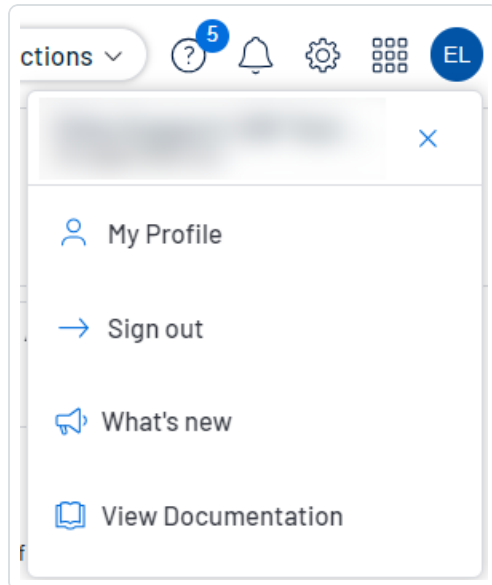 ctions
5
EL
My Profile
Sign out
What's new
View Documentation
f